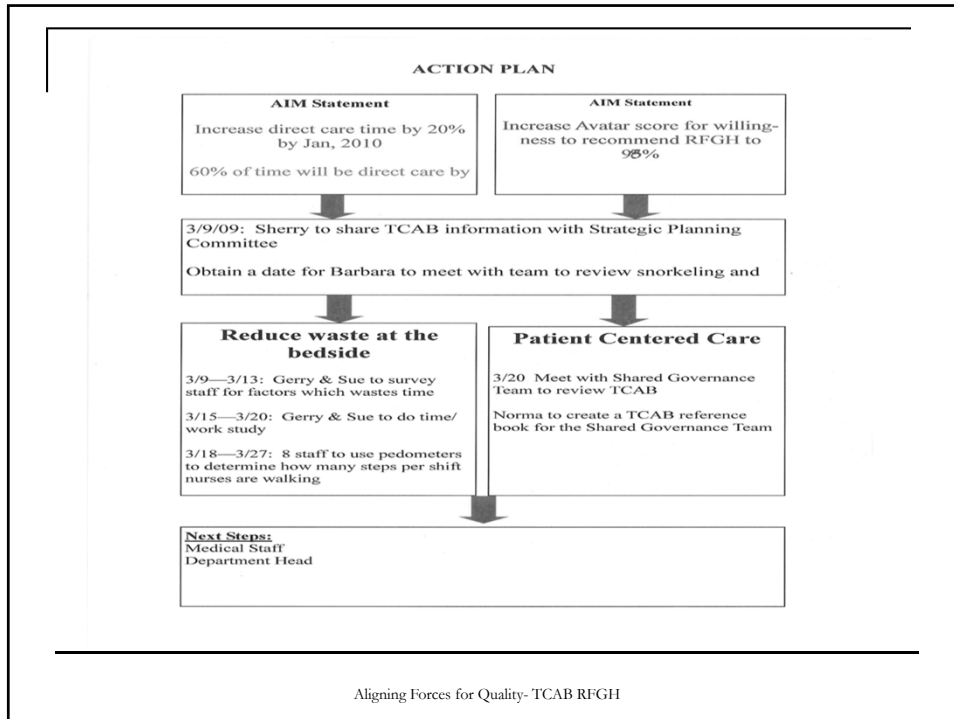 ACTION PLAN
AIM Statement
Increase direct care time by 20%
by Jan, 2010
60% of time will be direct care by
AIM Statement
Increase Avatar score for willing-
ness to recommend RFGH to
3/9/09: Sherry to share TCAB information with Strategic Planning
Committee
Obtain a date for Barbara to meet with team to review snorkeling and
Reduce waste at the
bedside
3/9—3/13: Gerry & Sue to survey
staff for factors which wastes time
3/15—3/20: Gerry & Sue to do time/
work study
3/18—3/27: 8 staff to use pedometers
to determine how many steps per shift
nurses are walking
Patient Centered Care
3/20 Meet with Shared Governance
Team to review TCAB
Norma to create a TCAB reference
book for the Shared Governance Team
Next Steps:
Medical Staff
Department Head
Aligning Forces for Quality- TCAB RFGH